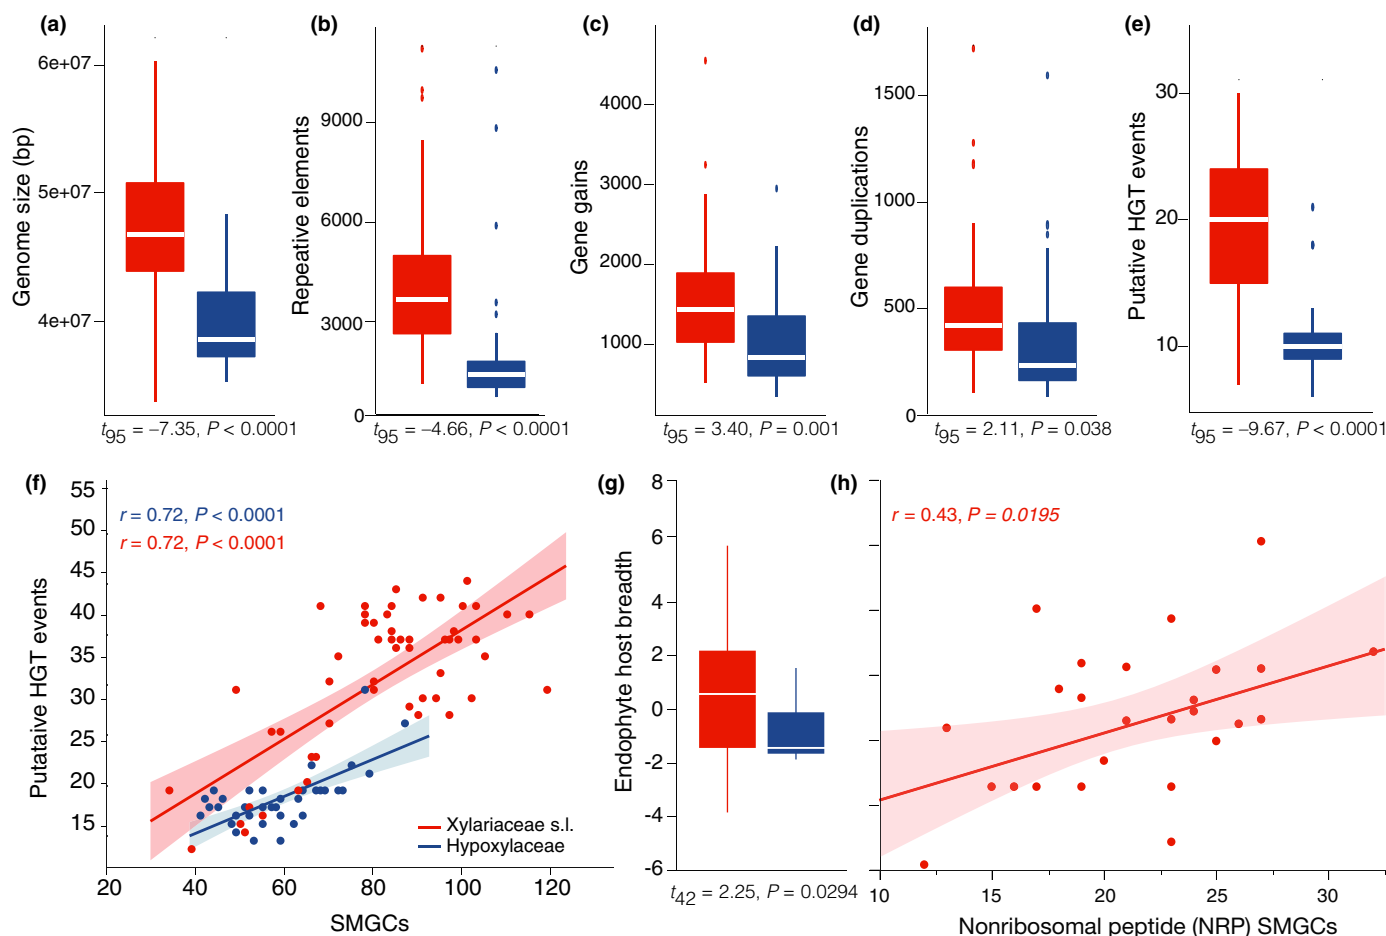 (a)
Genome size (bp)
6e+07
5e+07
4e+07
t95 = –7.35, P < 0.0001
(b)
Repeative elements
9000
6000
3000
0
t95 = –4.66, P < 0.0001
(c)
Gene gains
4000
3000
2000
1000
t95 = 3.40, P = 0.001
(d)
Gene duplications
1500
1000
500
0
t95 = 2.11, P = 0.038
(e)
Putative HGT events
30
20
10
t95 = –9.67, P < 0.0001
(f)
Putaive HGT events
55
50
45
40
35
30
25
20
15
r = 0.72, P < 0.0001
r = 0.72, P < 0.0001
Xylariaceae s.l.
Hypoxylaceae
20 40 60 80 100 120
SMGCs
(g)
Endophyte host breadth
8
6
4
2
0
-2
-4
-6
t42 = 2.25, P = 0.0294
(h)
r = 0.43, P = 0.0195
10 15 20 25 30
Nonribosomal peptide (NRP) SMGCs